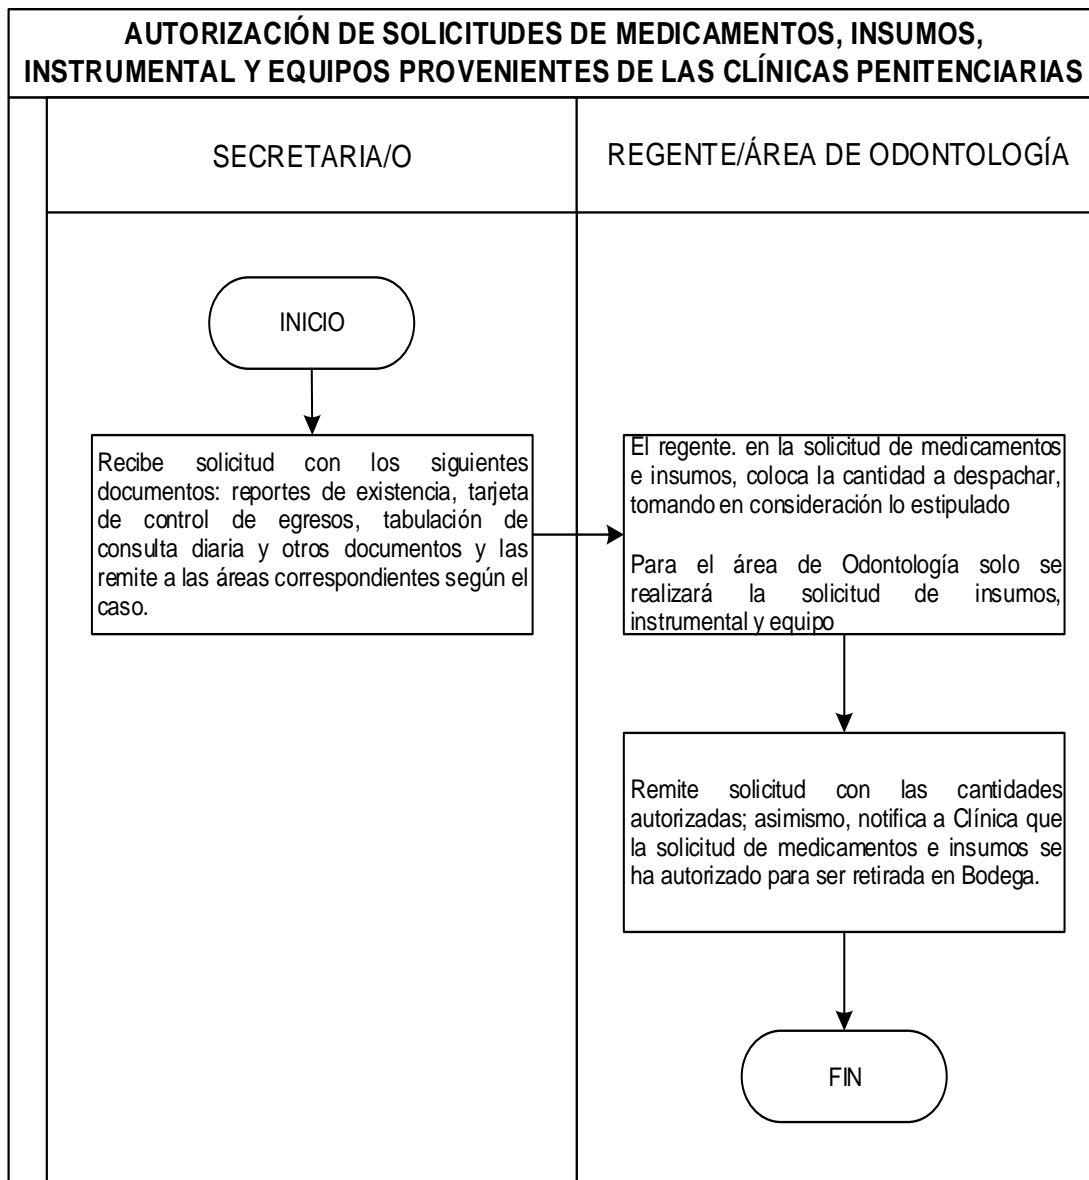 AUTORIZACIÓN DE SOLICITUDES DE MEDICAMENTOS, INSUMOS,
INSTRUMENTAL Y EQUIPOS PROVENIENTES DE LAS CLÍNICAS PENITENCIARIAS
SECRETARIA/O
REGENTE/ÁREA DE ODONTOLOGÍA
INICIO
Recibe solicitud con los siguientes
documentos: reportes de existencia, tarjeta
de control de egresos, tabulación de
consulta diaria y otros documentos y las
remite a las áreas correspondientes según el
caso.
El regente. en la solicitud de medicamentos
e insumos, coloca la cantidad a despachar,
tomando en consideración lo estipulado
Para el área de Odontología solo se
realizará la solicitud de insumos,
instrumental y equipo
Remite solicitud con las cantidades
autorizadas; asimismo, notifica a Clínica que
la solicitud de medicamentos e insumos se
ha autorizado para ser retirada en Bodega.
FIN